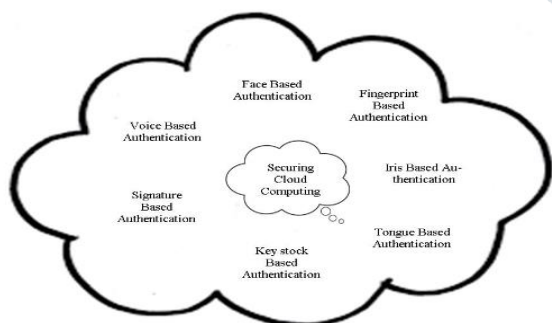 Face Based
Authentication
Fingerprint
Based
Authentication
Voice Based
Authentication
Securing
Cloud
Computing
Iris Based Au-
thentication
Signature
Based
Authentication
Tongue Based
Authentication
Key stock
Based
Authentication